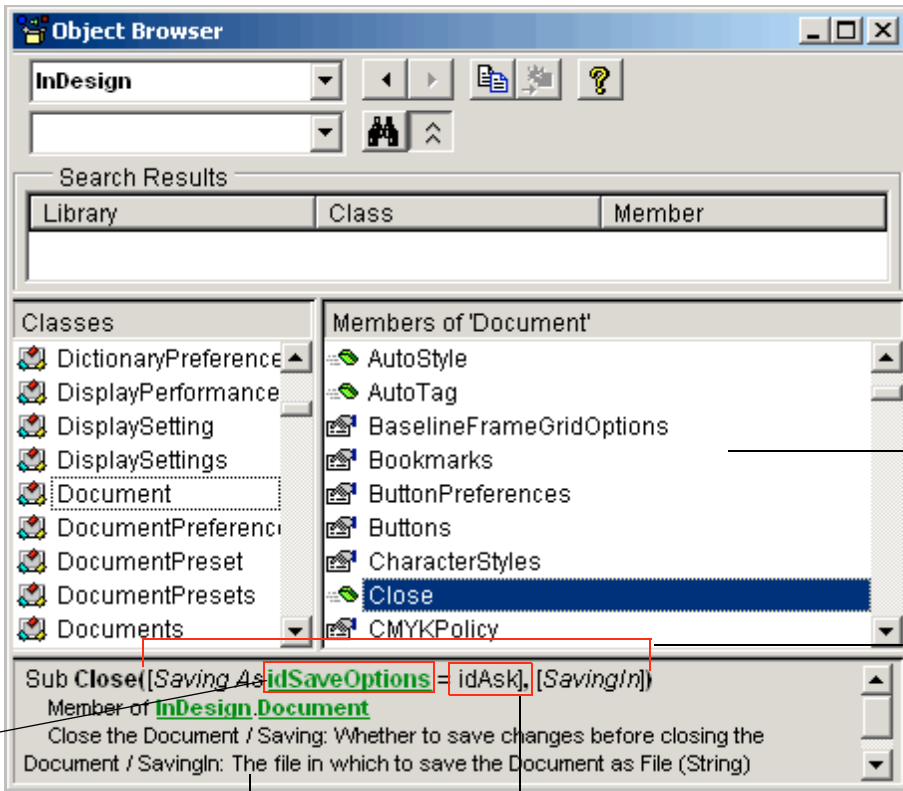 Object Browser
InDesign
Search Results
Library Class Member
Classes
DictionaryPreference
DisplayPerformance
DisplaySetting
DisplaySettings
Document
DocumentPreferenc
DocumentPreset
DocumentPresets
Documents
Members of 'Document'
AutoStyle
AutoTag
BaselineFrameGridOptions
Bookmarks
ButtonPreferences
Buttons
CharacterStyles
Close
CMYKPolicy
Sub Close([Saving As idSaveOptions = idAsk], [SavingIn])
Member of InDesign.Document
Close the Document / Saving: Whether to save changes before closing the
Document / SavingIn: The file in which to save the Document as File (String)